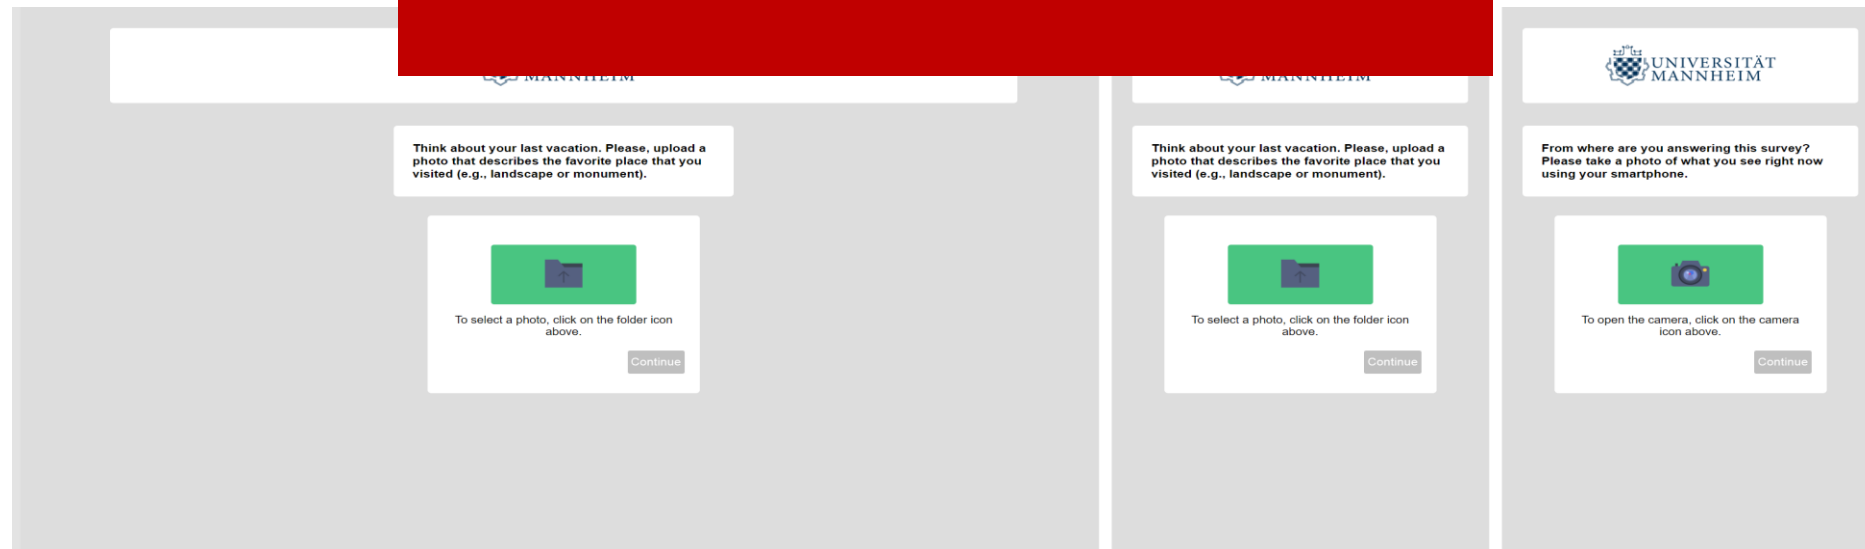 MANNHEIM
Think about your last vacation. Please, upload a
photo that describes the favorite place that you
visited (e.g., landscape or monument).
To select a photo, click on the folder icon
above.
Continue
MANNHEIM
Think about your last vacation. Please, upload a
photo that describes the favorite place that you
visited (e.g., landscape or monument).
To select a photo, click on the folder icon
above.
Continue
UNIVERSITÄT
MANNHEIM
From where are you answering this survey?
Please take a photo of what you see right now
using your smartphone.
To open the camera, click on the camera
icon above.
Continue